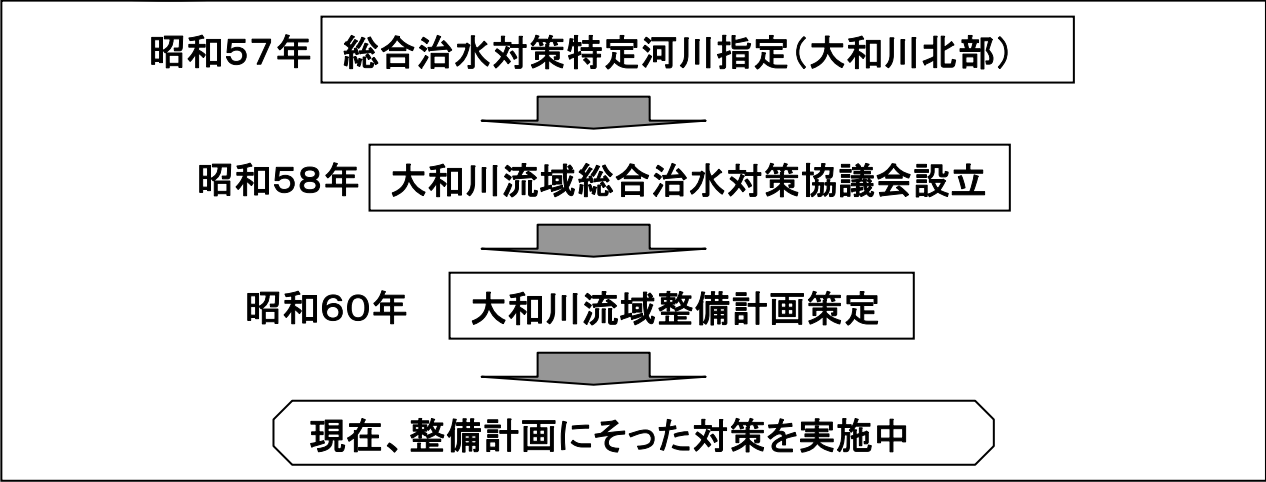 昭和57年 総合治水対策特定河川指定(大和川北部)
昭和58年 大和川流域総合治水対策協議会設立
昭和60年 大和川流域整備計画策定
現在、整備計画にそった対策を実施中